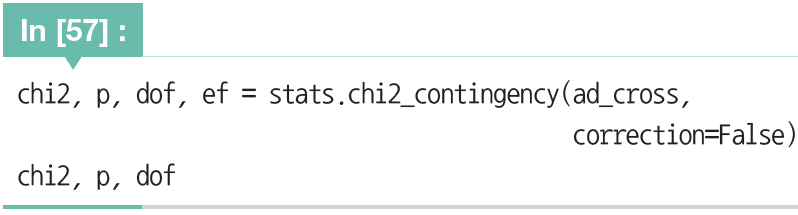 In [57] :
chi2, p, dof, ef = stats.chi2_contingency(ad_cross,
correction=False)
chi2, p, dof